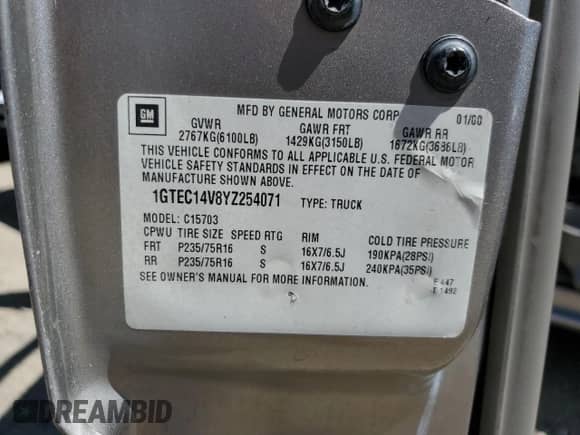 GM
MFD BY GENERAL MOTORS CORP 01/00
GVWR GAWR FRT GAWR RR
2767KG(6100LB) 1429KG(3150LB) 1672KG(3686LB)
THIS VEHICLE CONFORMS TO ALL APPLICABLE U.S. FEDERAL MOTOR
VEHICLE SAFETY STANDARDS IN EFFECT ON THE DATE OF
MANUFACTURE SHOWN ABOVE.
1GTEC14V8YZ254071 TYPE: TRUCK
MODEL: C15703
CPWU TIRE SIZE SPEED RTG RIM COLD TIRE PRESSURE
FRT P235/75R16 S 16X7/6.5J 190KPA(28PSI)
RR P235/75R16 S 16X7/6.5J 240KPA(35PSI)
SEE OWNER'S MANUAL FOR MORE INFORMATION.
E 447
T 1492
DREAMBID